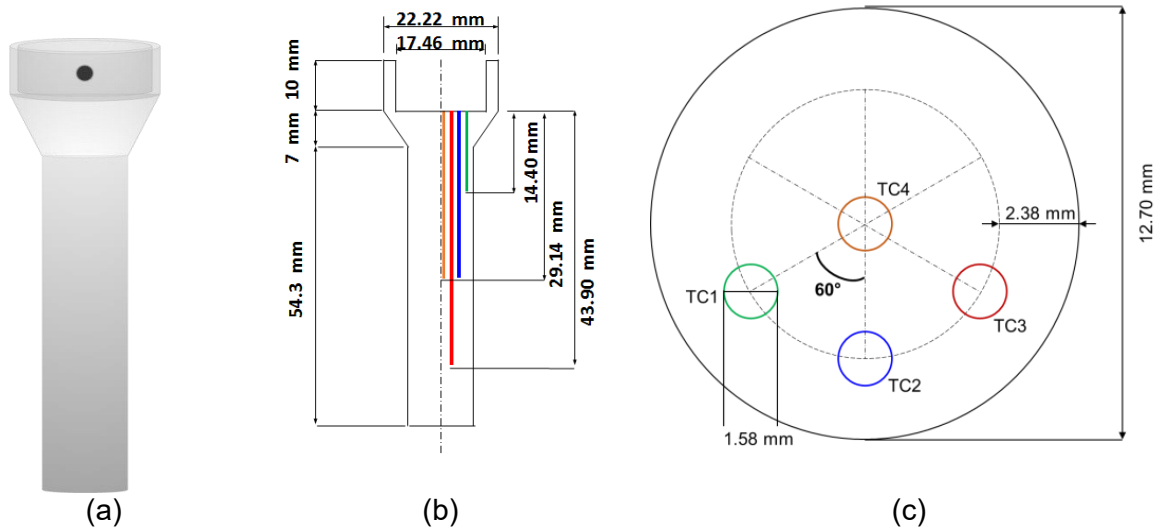 22.22 mm
17.46 mm
10 mm
7 mm
54.3 mm
14.40 mm
29.14 mm
43.90 mm
(a)
(b)
TC4
2.38 mm
12.70 mm
60°
TC1
TC3
TC2
1.58 mm
(c)